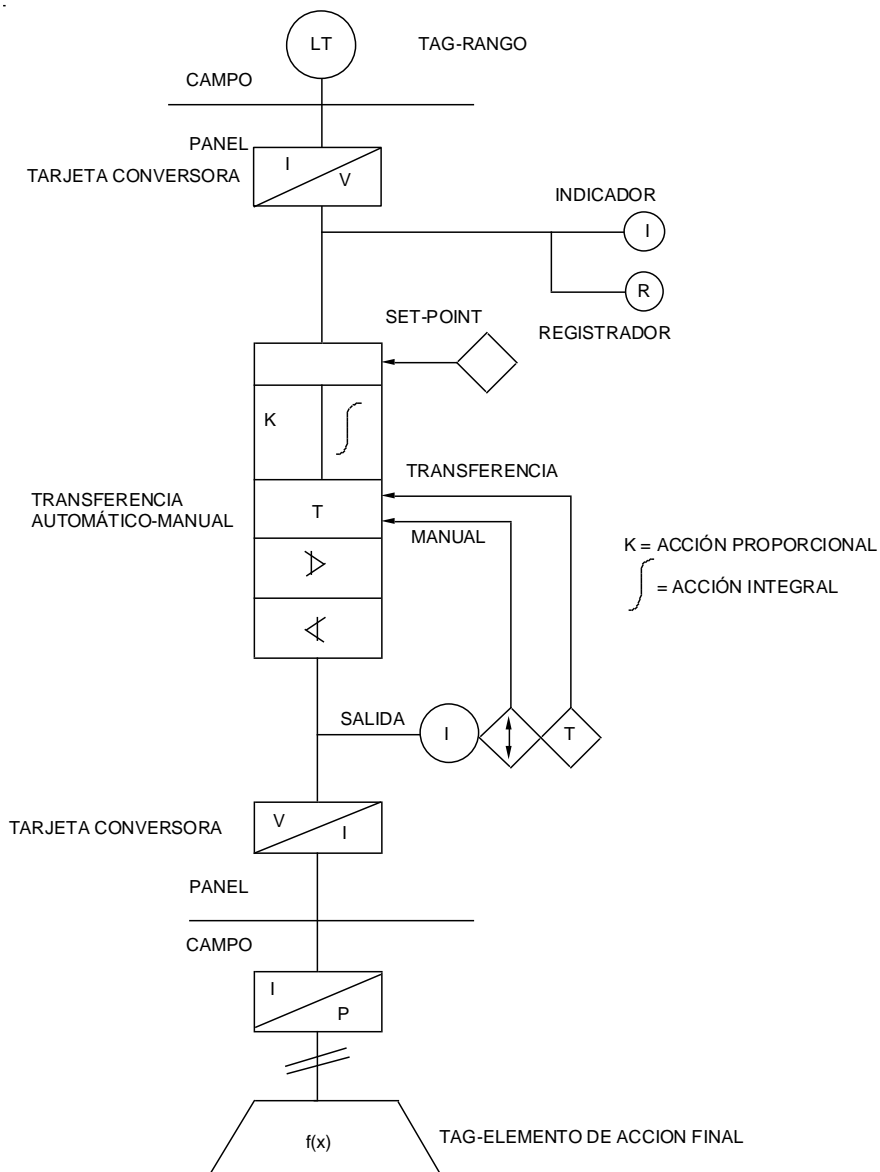 LT
TAG-RANGO
CAMPO
PANEL
TARJETA CONVERSORA
I
V
INDICADOR
I
R
REGISTRADOR
SET-POINT
K
TRANSFERENCIA
TRANSFERENCIA
AUTOMÁTICO-MANUAL
T
MANUAL
K = ACCIÓN PROPORCIONAL
∫ = ACCIÓN INTEGRAL
SALIDA
I
T
TARJETA CONVERSORA
V
I
PANEL
CAMPO
I
P
f(x)
TAG-ELEMENTO DE ACCION FINAL